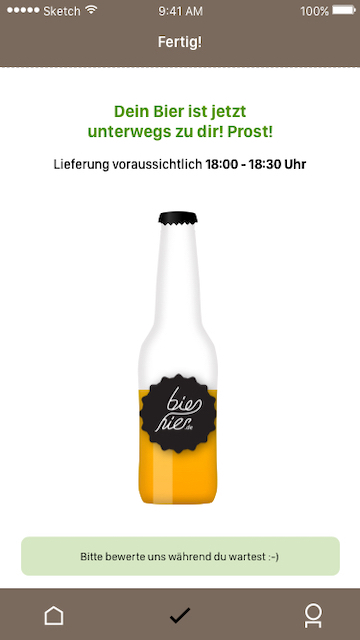 Sketch 9:41 AM 100%
Fertig!
Dein Bier ist jetzt
unterwegs zu dir! Prost!
Lieferung voraussichtlich 18:00 - 18:30 Uhr
bier
hier.de
Bitte bewerte uns während du wartest :-)